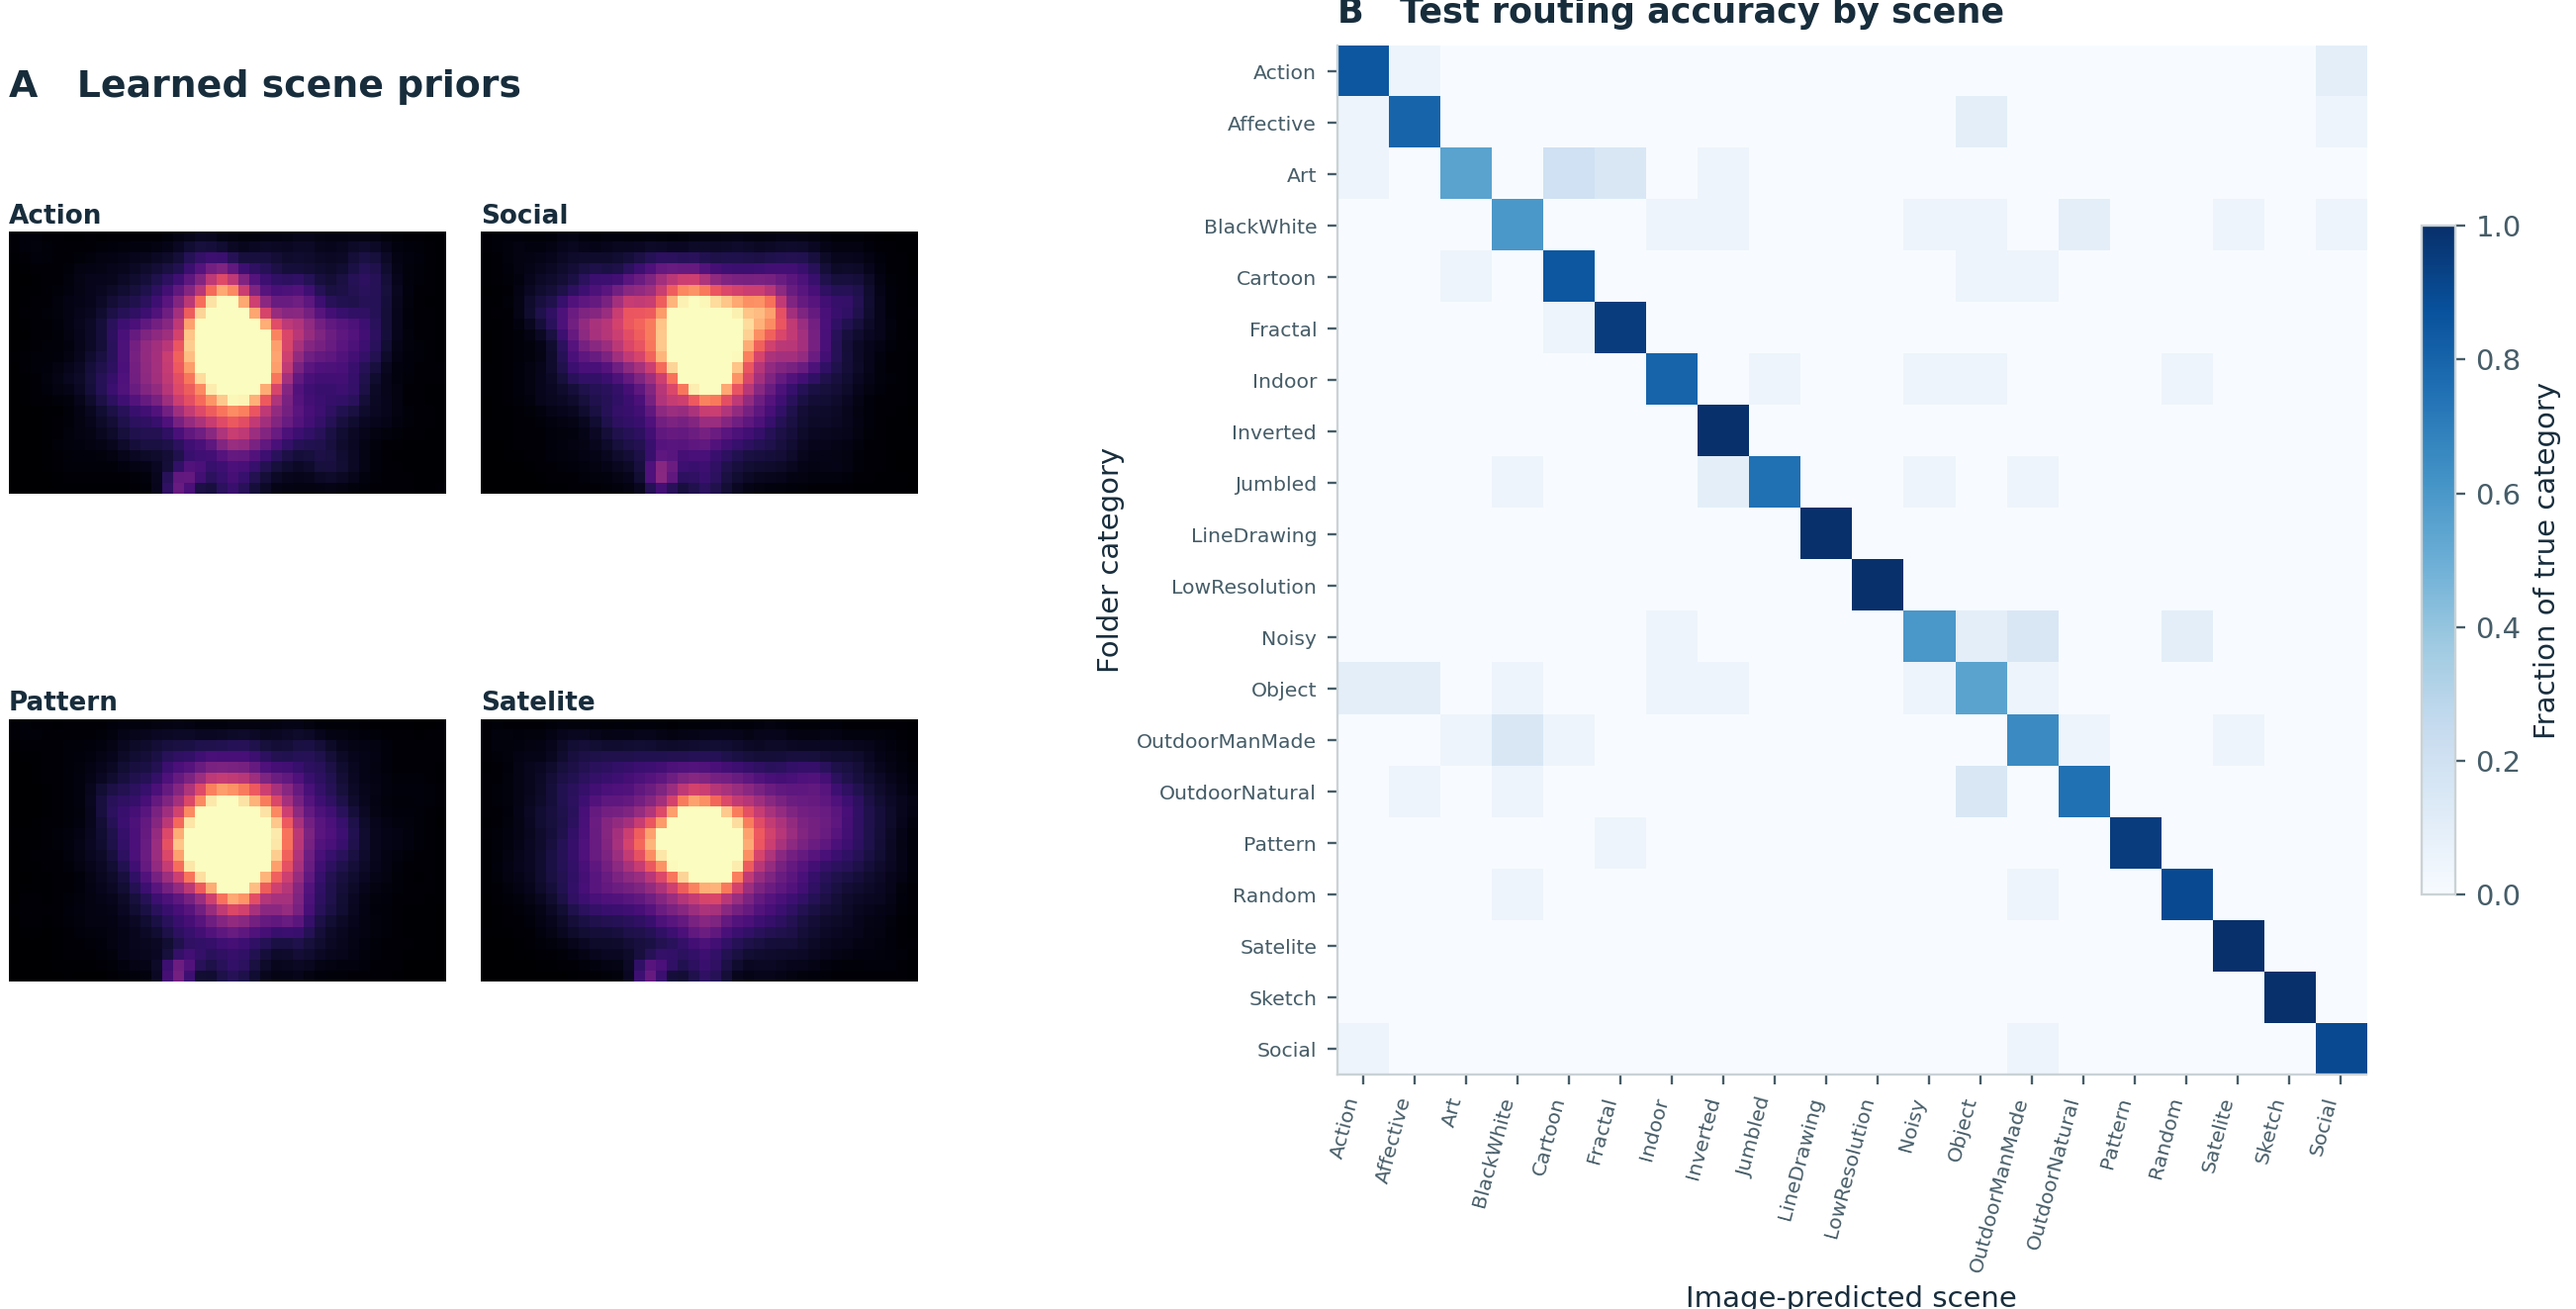 A Learned scene priors
Action
Social
Pattern
Satelite
B Test routing accuracy by scene
Folder category
Action
Affective
Art
BlackWhite
Cartoon
Fractal
Indoor
Inverted
Jumbled
LineDrawing
LowResolution
Noisy
Object
OutdoorManMade
OutdoorNatural
Pattern
Random
Satelite
Sketch
Social
Action
Affective
Art
BlackWhite
Cartoon
Fractal
Indoor
Inverted
Jumbled
LineDrawing
LowResolution
Noisy
Object
OutdoorManMade
OutdoorNatural
Pattern
Random
Satelite
Sketch
Social
Image-predicted scene
1.0
0.8
0.6
0.4
0.2
0.0
Fraction of true category